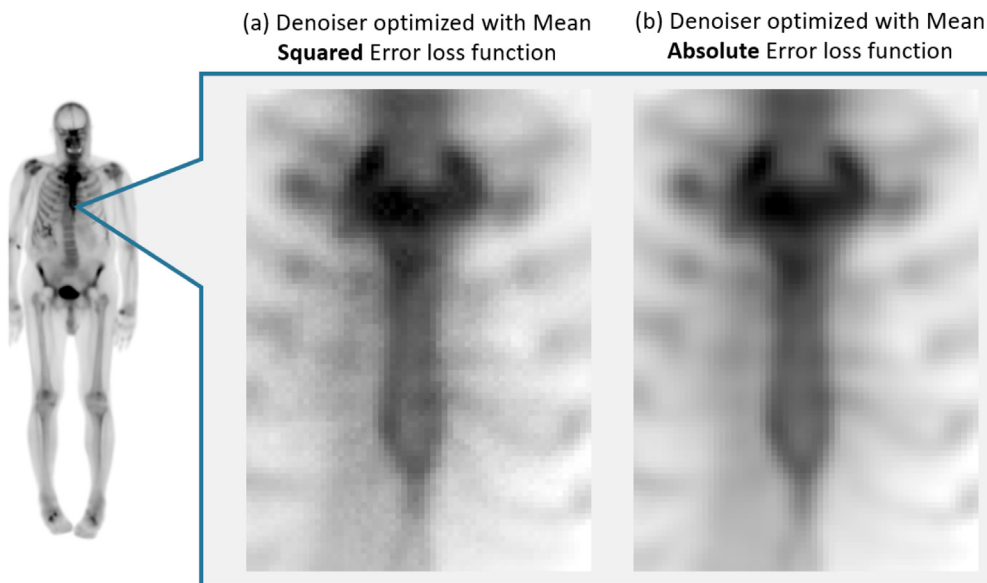 (a) Denoiser optimized with Mean
Squared Error loss function
(b) Denoiser optimized with Mean
Absolute Error loss function